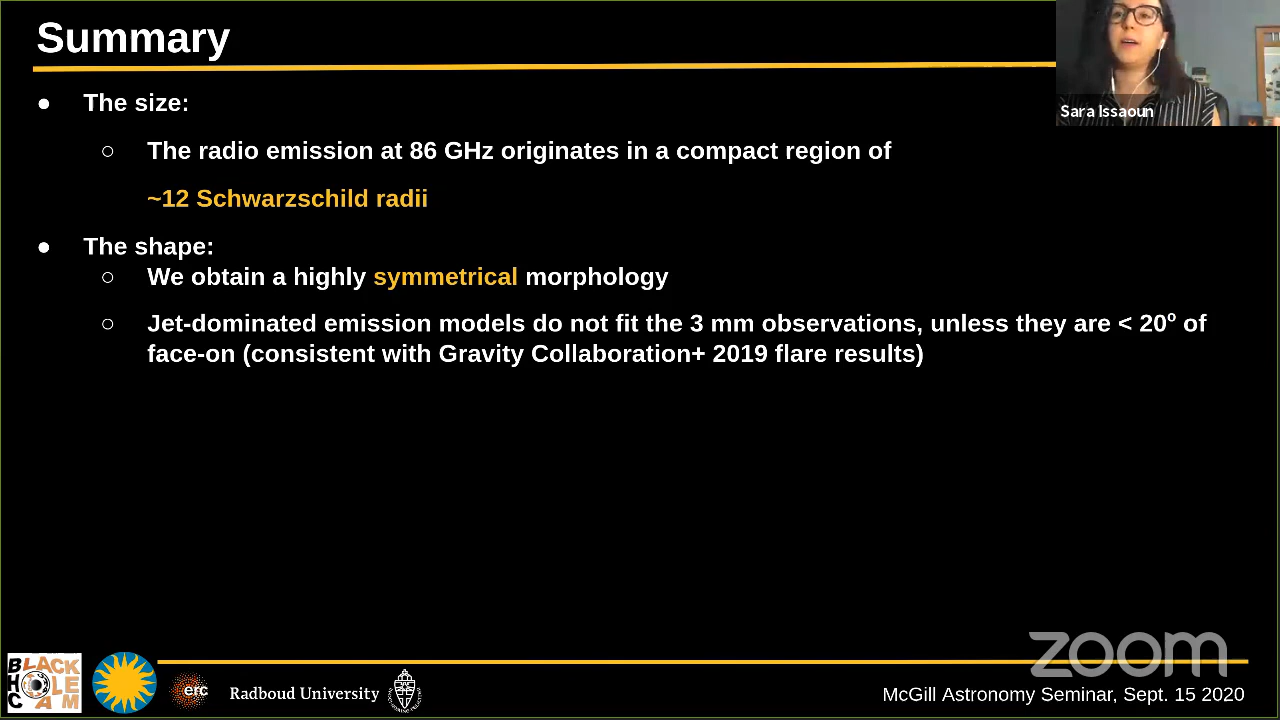 Summary
Sara Issaoun
● The size:
○ The radio emission at 86 GHz originates in a compact region of
~12 Schwarzschild radii
● The shape:
○ We obtain a highly symmetrical morphology
○ Jet-dominated emission models do not fit the 3 mm observations, unless they are < 20º of
face-on (consistent with Gravity Collaboration+ 2019 flare results)
zoom
BLACK
HOLE
CAM
erc
Radboud University
McGill Astronomy Seminar, Sept. 15 2020